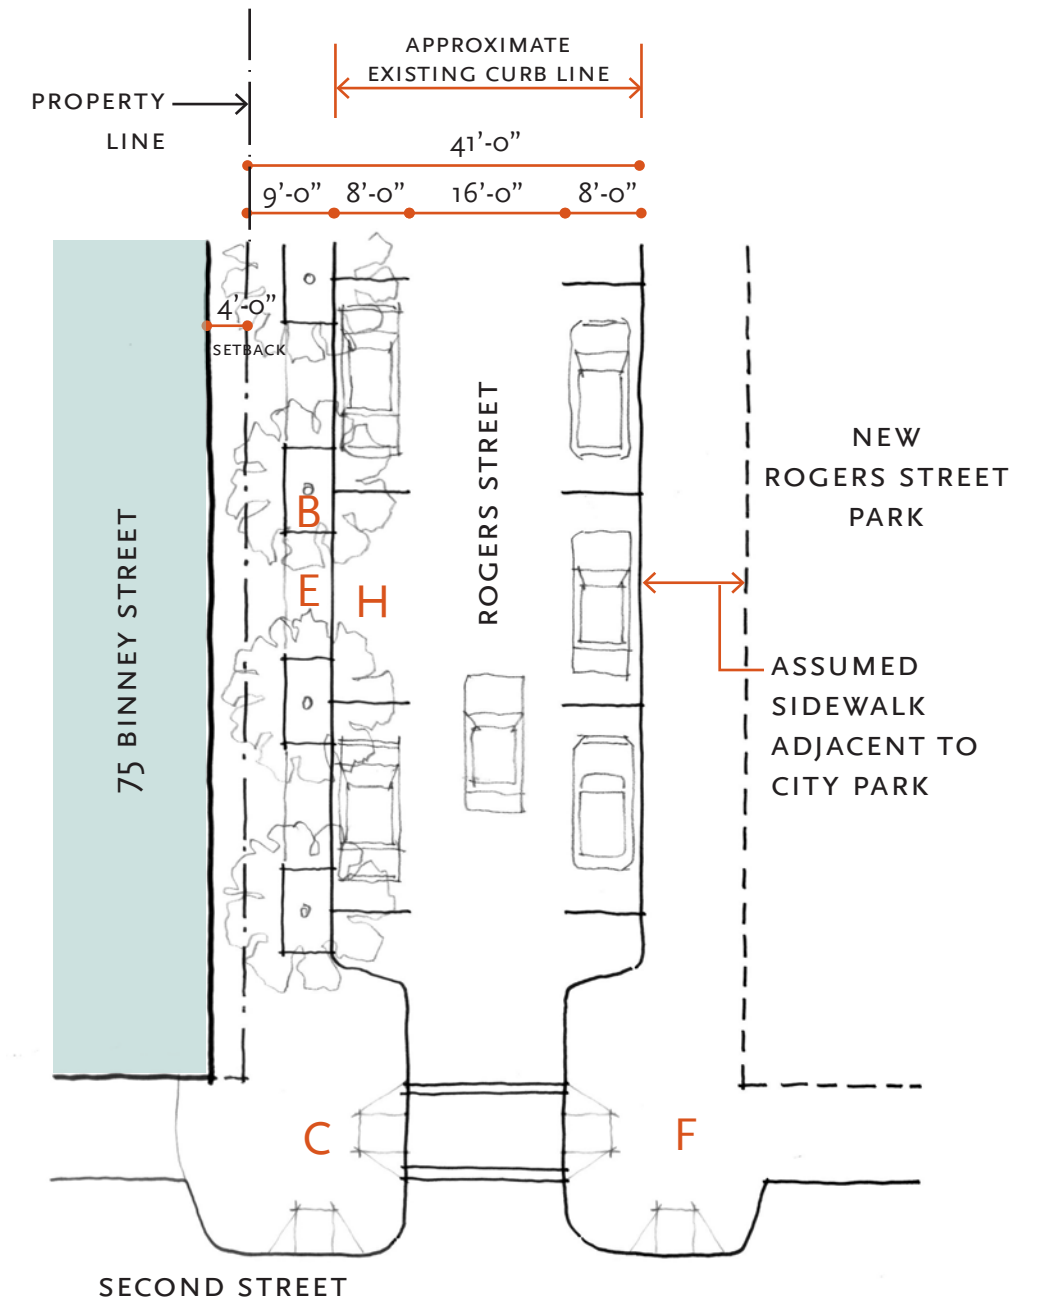 APPROXIMATE
EXISTING CURB LINE
PROPERTY
LINE
41’-0”
9’-0”
8’-0”
16’-0”
8’-0”
4’-0”
SETBACK
ROGERS STREET
NEW
ROGERS STREET
PARK
75 BINNEY STREET
B
E
H
ASSUMED
SIDEWALK
ADJACENT TO
CITY PARK
C
F
SECOND STREET